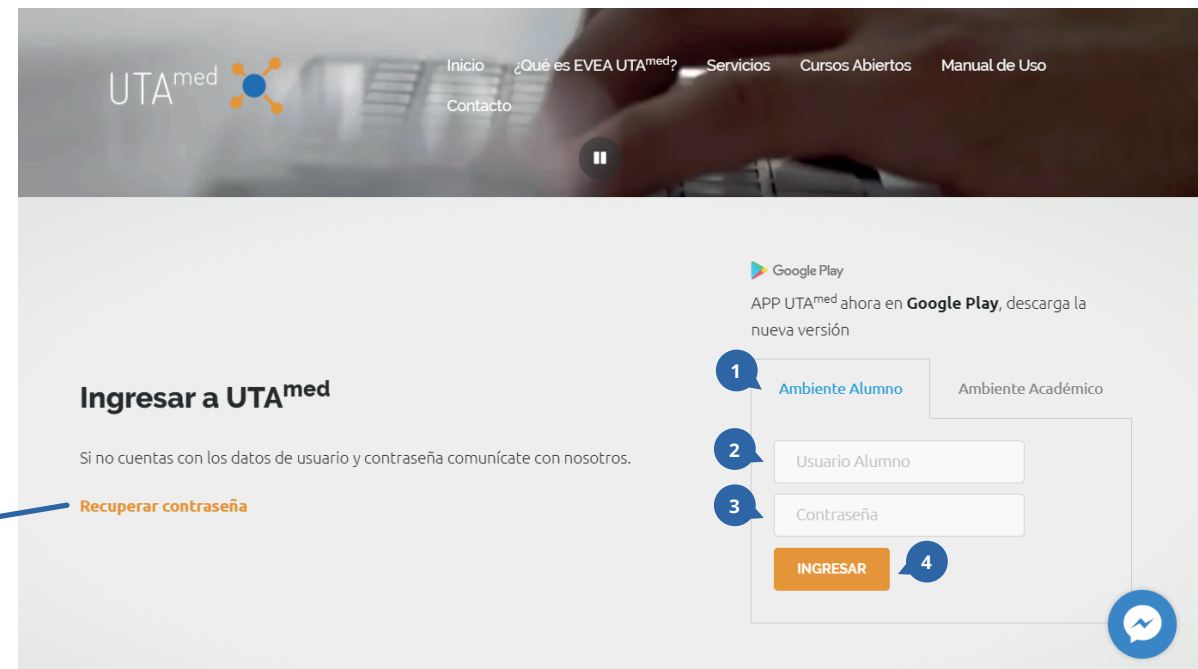 UTAmed
Inicio ¿Qué es EVEA UTAmed? Servicios Cursos Abiertos Manual de Uso
Contacto
Google Play
APP UTAmed ahora en Google Play, descarga la
nueva versión
Ingresar a UTAmed
Si no cuentas con los datos de usuario y contraseña comunícate con nosotros.
Recuperar contraseña
1
Ambiente Alumno
Ambiente Académico
2
Usuario Alumno
3
Contraseña
INGRESAR
4